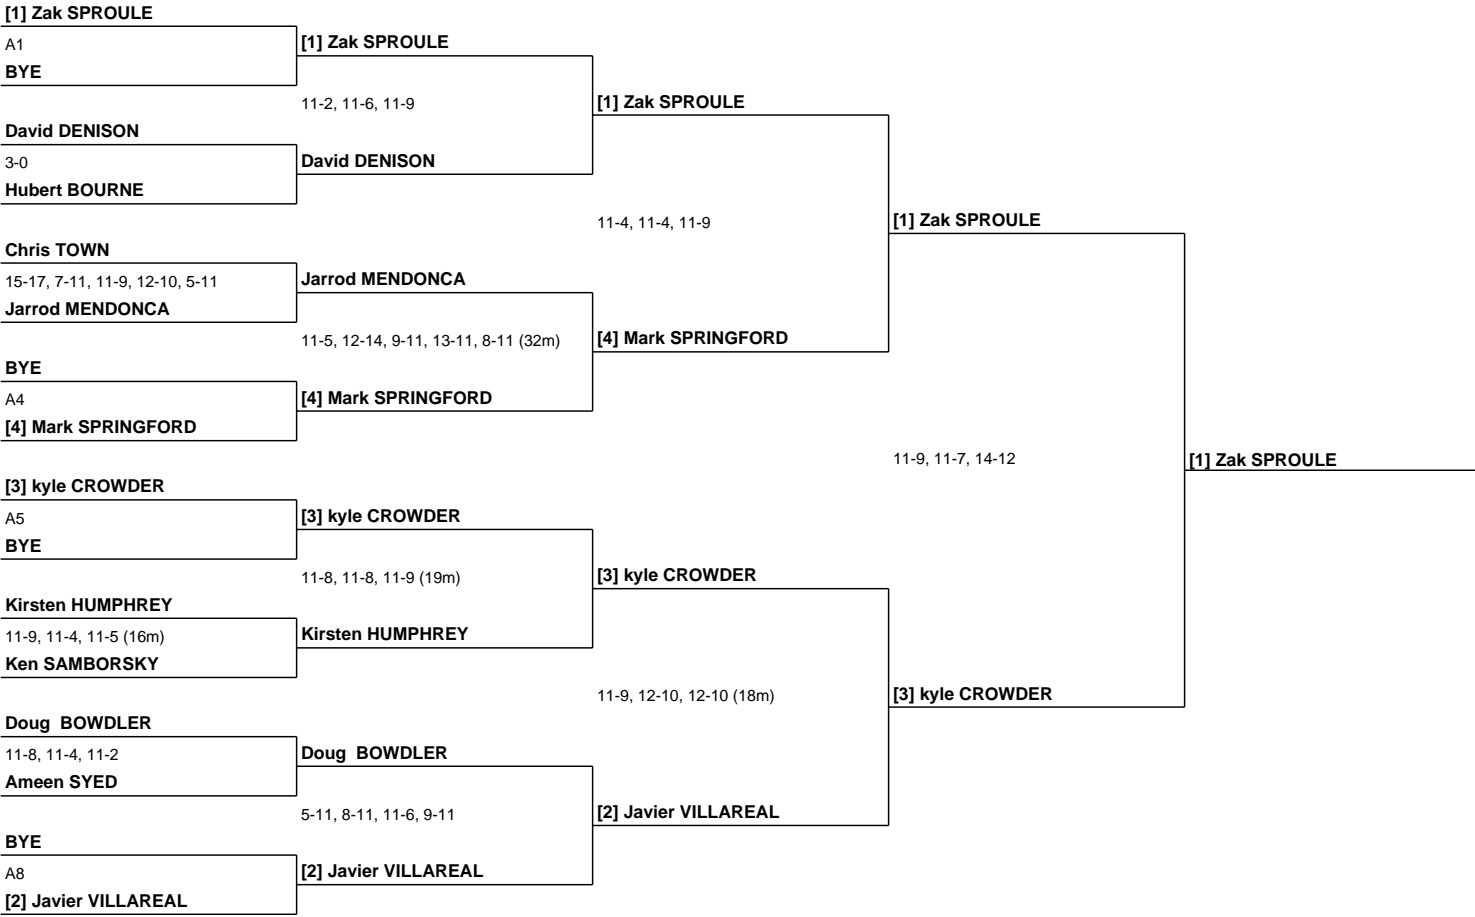 [1] Zak SPROULE
A1
BYE
David DENISON
3-0
Hubert BOURNE
Chris TOWN
15-17, 7-11, 11-9, 12-10, 5-11
Jarrod MENDONCA
BYE
A4
[4] Mark SPRINGFORD
[3] kyle CROWDER
A5
BYE
Kirsten HUMPHREY
11-9, 11-4, 11-5 (16m)
Ken SAMBORSKY
Doug  BOWDLER
11-8, 11-4, 11-2
Ameen SYED
BYE
A8
[2] Javier VILLAREAL
[1] Zak SPROULE
11-2, 11-6, 11-9
David DENISON
Jarrod MENDONCA
11-5, 12-14, 9-11, 13-11, 8-11 (32m)
[4] Mark SPRINGFORD
[3] kyle CROWDER
11-8, 11-8, 11-9 (19m)
Kirsten HUMPHREY
Doug  BOWDLER
5-11, 8-11, 11-6, 9-11
[2] Javier VILLAREAL
[1] Zak SPROULE
11-4, 11-4, 11-9
[4] Mark SPRINGFORD
[3] kyle CROWDER
11-9, 12-10, 12-10 (18m)
[2] Javier VILLAREAL
[1] Zak SPROULE
11-9, 11-7, 14-12
[3] kyle CROWDER
[1] Zak SPROULE